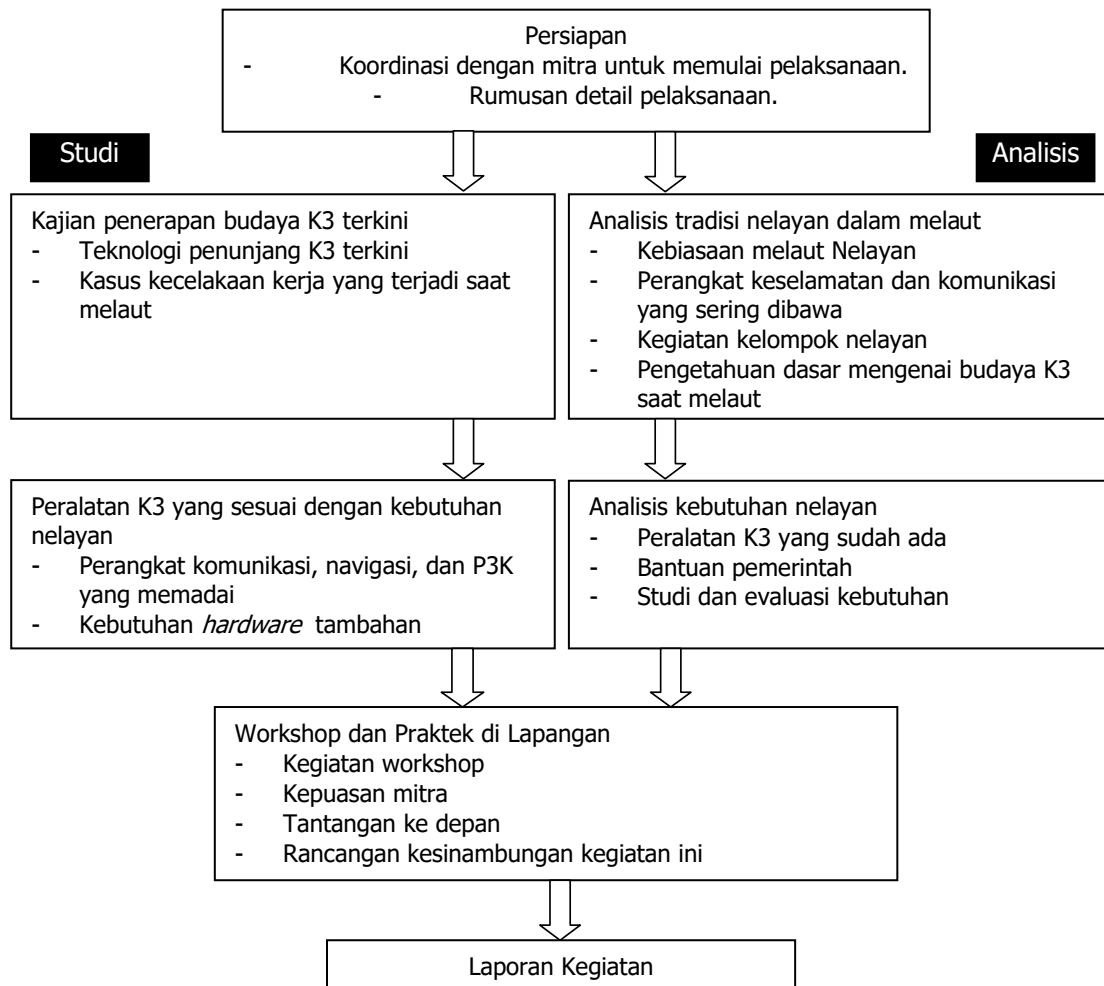 Persiapan
- Koordinasi dengan mitra untuk memulai pelaksanaan.
- Rumusan detail pelaksanaan.
Studi
Analisis
Kajian penerapan budaya K3 terkini
- Teknologi penunjang K3 terkini
- Kasus kecelakaan kerja yang terjadi saat
melaut
Analisis tradisi nelayan dalam melaut
- Kebiasaan melaut Nelayan
- Perangkat keselamatan dan komunikasi
yang sering dibawa
- Kegiatan kelompok nelayan
- Pengetahuan dasar mengenai budaya K3
saat melaut
Peralatan K3 yang sesuai dengan kebutuhan
nelayan
- Perangkat komunikasi, navigasi, dan P3K
yang memadai
- Kebutuhan hardware tambahan
Analisis kebutuhan nelayan
- Peralatan K3 yang sudah ada
- Bantuan pemerintah
- Studi dan evaluasi kebutuhan
Workshop dan Praktek di Lapangan
- Kegiatan workshop
- Kepuasan mitra
- Tantangan ke depan
- Rancangan kesinambungan kegiatan ini
Laporan Kegiatan